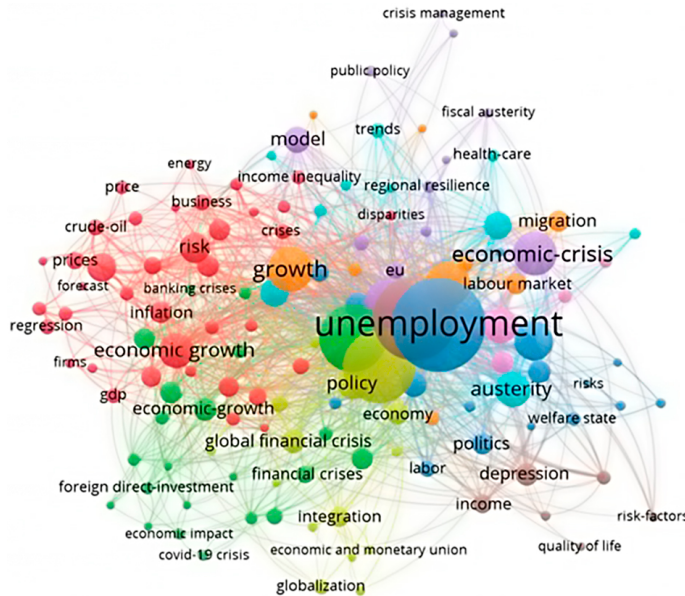 crisis management
public policy
fiscal austerity
trends
model
health-care
energy
income inequality
regional resilience
price
business
disparities
migration
crude-oil
crises
risk
economic-crisis
prices
growth
eu
labour market
forecast
banking crises
inflation
unemployment
regression
economic growth
firms
policy
risks
austerity
gdp
economic-growth
economy
welfare state
global financial crisis
politics
labor
financial crises
depression
foreign direct-investment
income
integration
risk-factors
economic impact
quality of life
economic and monetary union
covid-19 crisis
globalization